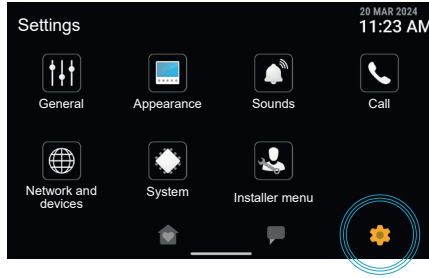 20 MAR 2024
Settings
11:23 AM
General
Appearance
Sounds
Call
Network and
devices
System
Installer menu